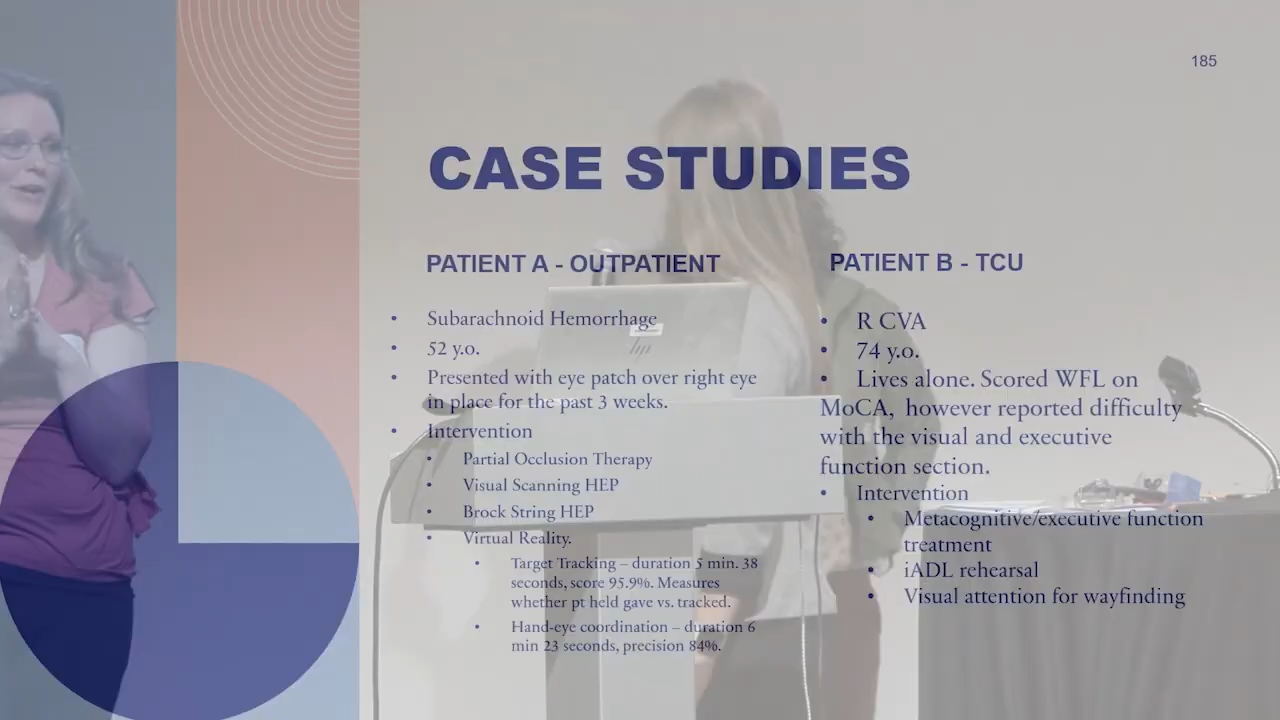 185
CASE STUDIES
PATIENT A - OUTPATIENT
• Subarachnoid Hemorrhage
• 52 y.o.
• Presented with eye patch over right eye
in place for the past 3 weeks.
• Intervention
• Partial Occlusion Therapy
• Visual Scanning HEP
• Brock String HEP
• Virtual Reality.
• Target Tracking – duration 5 min. 38
seconds, score 95.9%. Measures
whether pt held gave vs. tracked.
• Hand-eye coordination – duration 6
min 23 seconds, precision 84%.
PATIENT B - TCU
• R CVA
• 74 y.o.
• Lives alone. Scored WFL on
MoCA, however reported difficulty
with the visual and executive
function section.
• Intervention
• Metacognitive/executive function
treatment
• iADL rehearsal
• Visual attention for wayfinding
hp